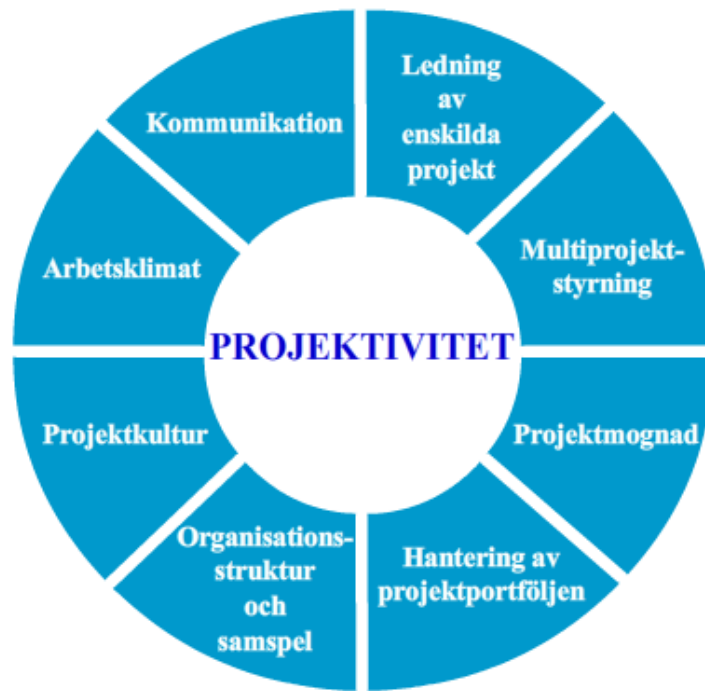 Ledning
av
enskilda
projekt
Multiprojekt-
styrning
Projektmognad
Hantering av
projektportföljen
Organisations-
struktur
och
samspel
Projektkultur
Arbetsklimat
Kommunikation
PROJEKTIVITET